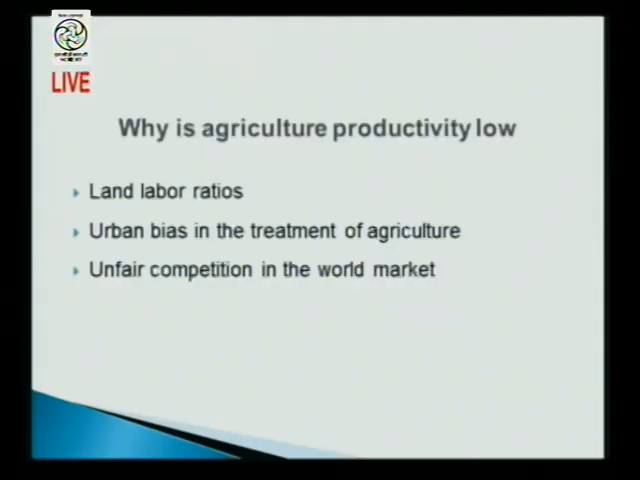 LIVE
Why is agriculture productivity low
Land labor ratios
Urban bias in the treatment of agriculture
Unfair competition in the world market